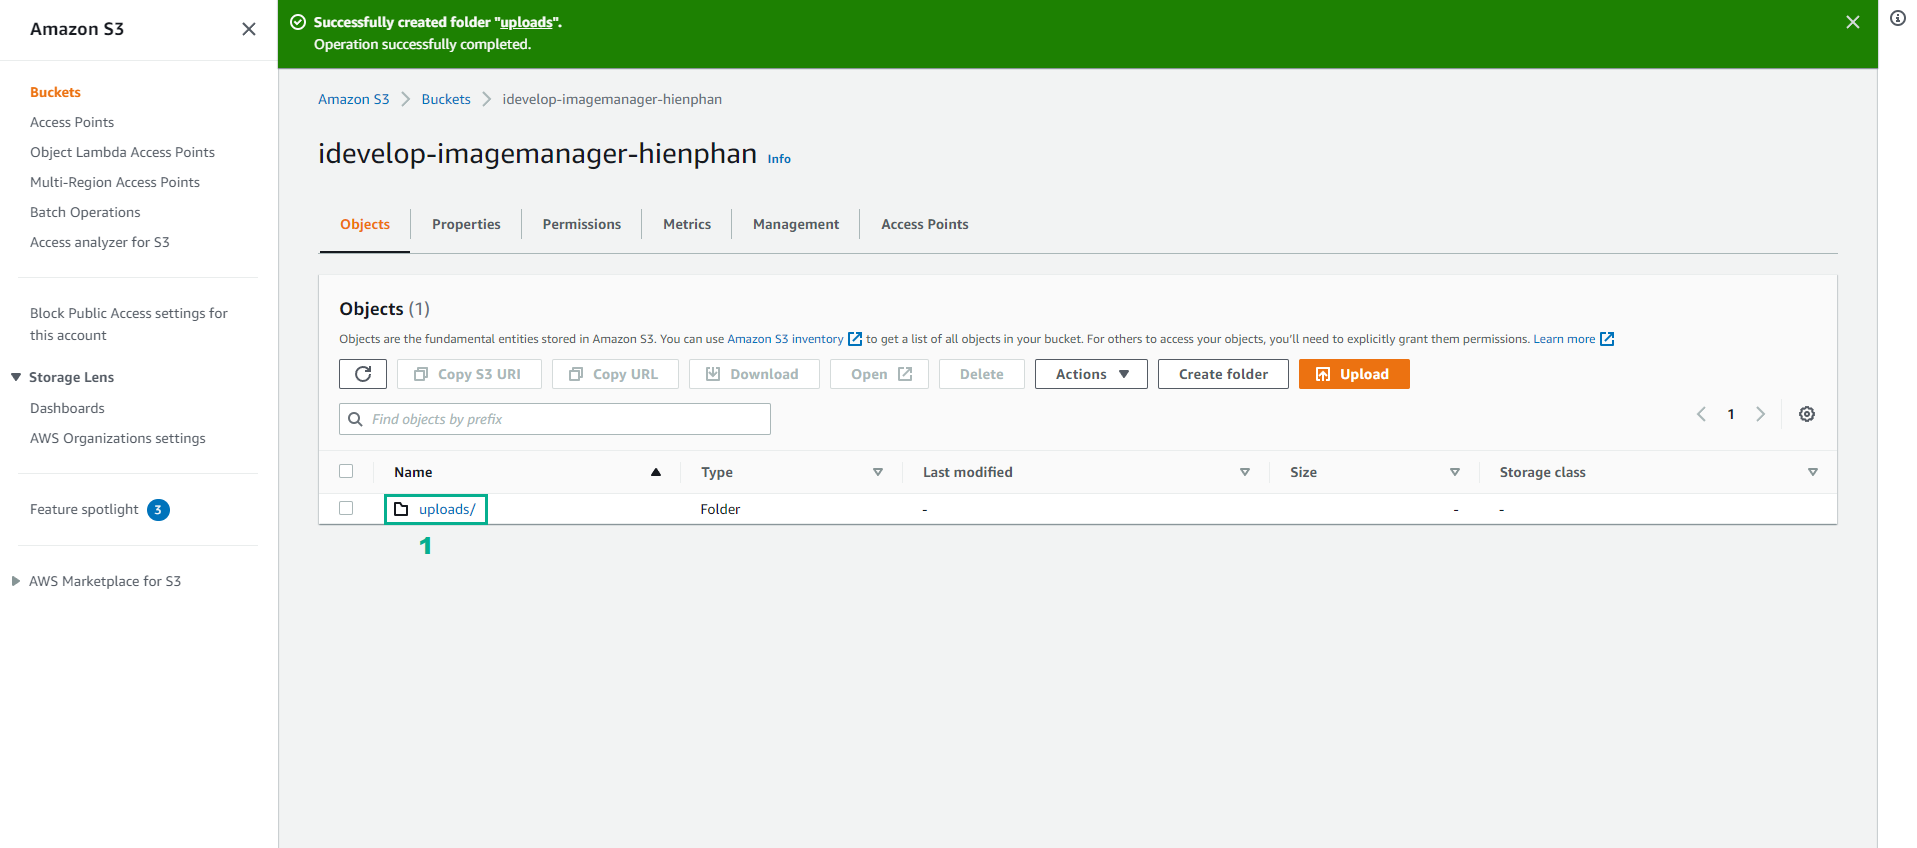 Amazon S3
Buckets
Access Points
Object Lambda Access Points
Multi-Region Access Points
Batch Operations
Access analyzer for S3
Block Public Access settings for
this account
Storage Lens
Dashboards
AWS Organizations settings
Feature spotlight 3
AWS Marketplace for S3
Successfully created folder "uploads".
Operation successfully completed.
Amazon S3 Buckets idevelop-imagemanager-hienphan
idevelop-imagemanager-hienphan Info
Objects Properties Permissions Metrics Management Access Points
Objects (1)
Objects are the fundamental entities stored in Amazon S3. You can use Amazon S3 inventory to get a list of all objects in your bucket. For others to access your objects, you'll need to explicitly grant them permissions. Learn more
Copy S3 URI Copy URL Download Open Delete Actions Create folder Upload
Find objects by prefix 1
Name Type Last modified Size Storage class
uploads/ Folder - - -
1